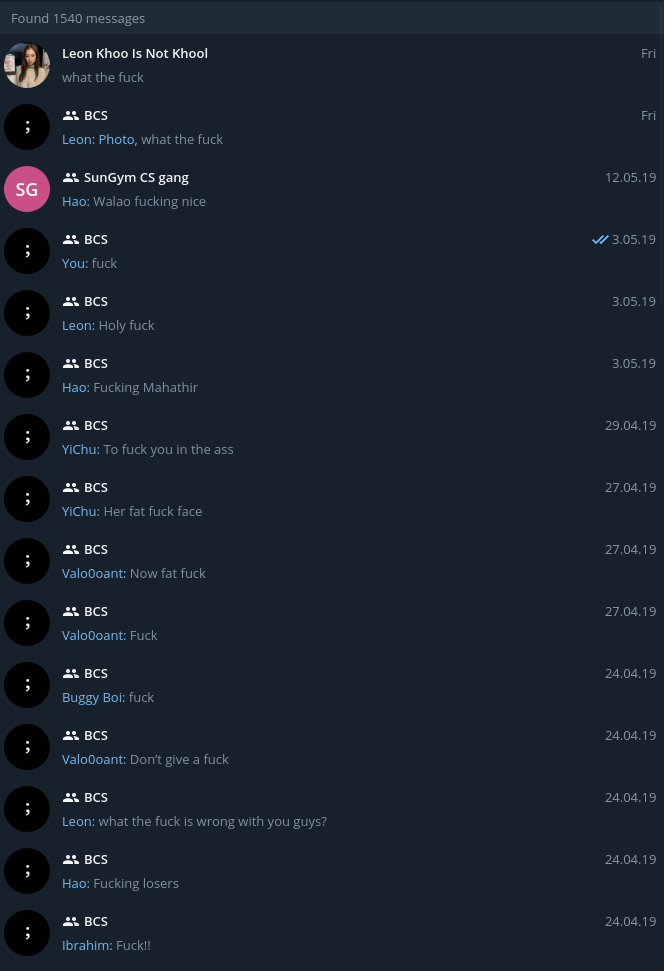 Found 1540 messages
Leon Khoo Is Not Khool Fri
what the fuck
; BCS Fri
Leon: Photo, what the fuck
SG SunGym CS gang 12.05.19
Hao: Walao fucking nice
; BCS 3.05.19
You: fuck
; BCS 3.05.19
Leon: Holy fuck
; BCS 3.05.19
Hao: Fucking Mahathir
; BCS 29.04.19
YiChu: To fuck you in the ass
; BCS 27.04.19
YiChu: Her fat fuck face
; BCS 27.04.19
Valo0oant: Now fat fuck
; BCS 27.04.19
Valo0oant: Fuck
; BCS 24.04.19
Buggy Boi: fuck
; BCS 24.04.19
Valo0oant: Don't give a fuck
; BCS 24.04.19
Leon: what the fuck is wrong with you guys?
; BCS 24.04.19
Hao: Fucking losers
; BCS 24.04.19
Ibrahim: Fuck!!